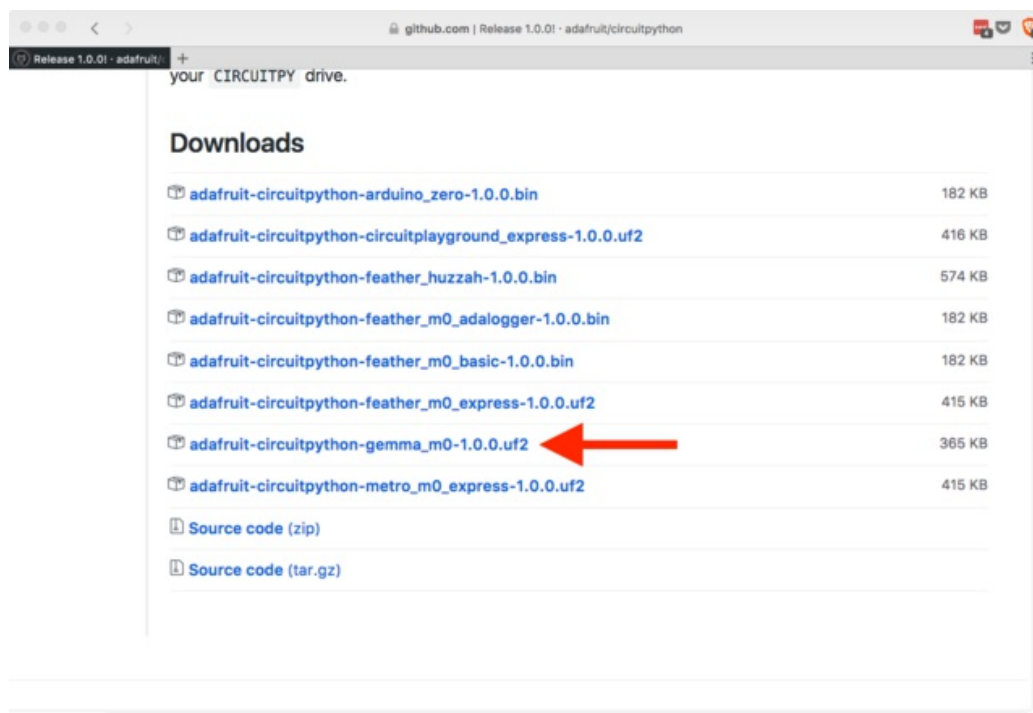 github.com | Release 1.0.0! · adafruit/circuitpython
Release 1.0.0! · adafruit/
your CIRCUITPY drive.
Downloads
adafruit-circuitpython-arduino_zero-1.0.0.bin 182 KB
adafruit-circuitpython-circuitplayground_express-1.0.0.uf2 416 KB
adafruit-circuitpython-feather_huzzah-1.0.0.bin 574 KB
adafruit-circuitpython-feather_m0_adalogger-1.0.0.bin 182 KB
adafruit-circuitpython-feather_m0_basic-1.0.0.bin 182 KB
adafruit-circuitpython-feather_m0_express-1.0.0.uf2 415 KB
adafruit-circuitpython-gemma_m0-1.0.0.uf2 365 KB
adafruit-circuitpython-metro_m0_express-1.0.0.uf2 415 KB
Source code (zip)
Source code (tar.gz)